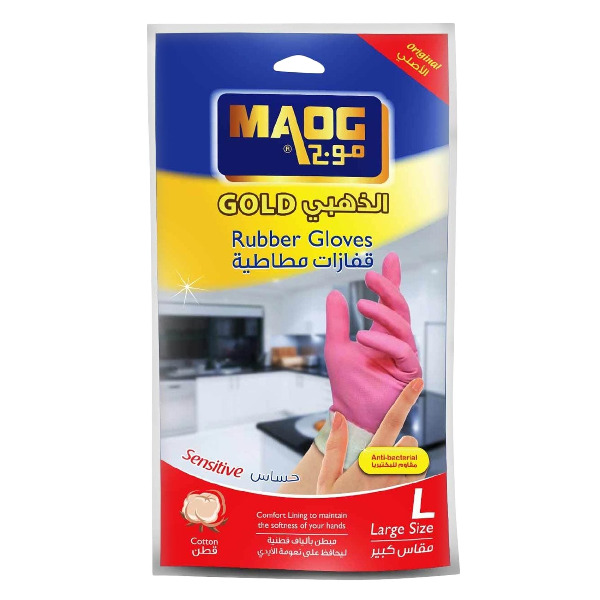 Original
الأصلي
MAOG
موج®
GOLD الذهبي
Rubber Gloves
قفازات مطاطية
Sensitive حساس
Anti-bacterial
مقاوم للبكتيريا
Cotton
قطن
Comfort Lining to maintain
the softness of your hands
مبطن بألياف قطنية
ليحافظ على نعومة الأيدي
L
Large Size
مقاس كبير